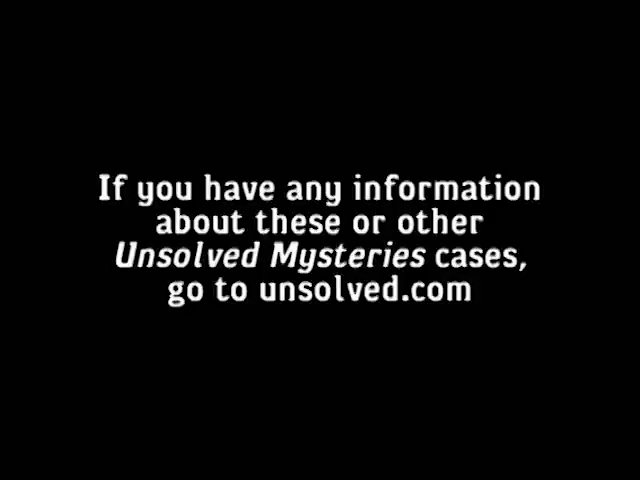 If you have any information
about these or other
Unsolved Mysteries cases,
go to unsolved.com